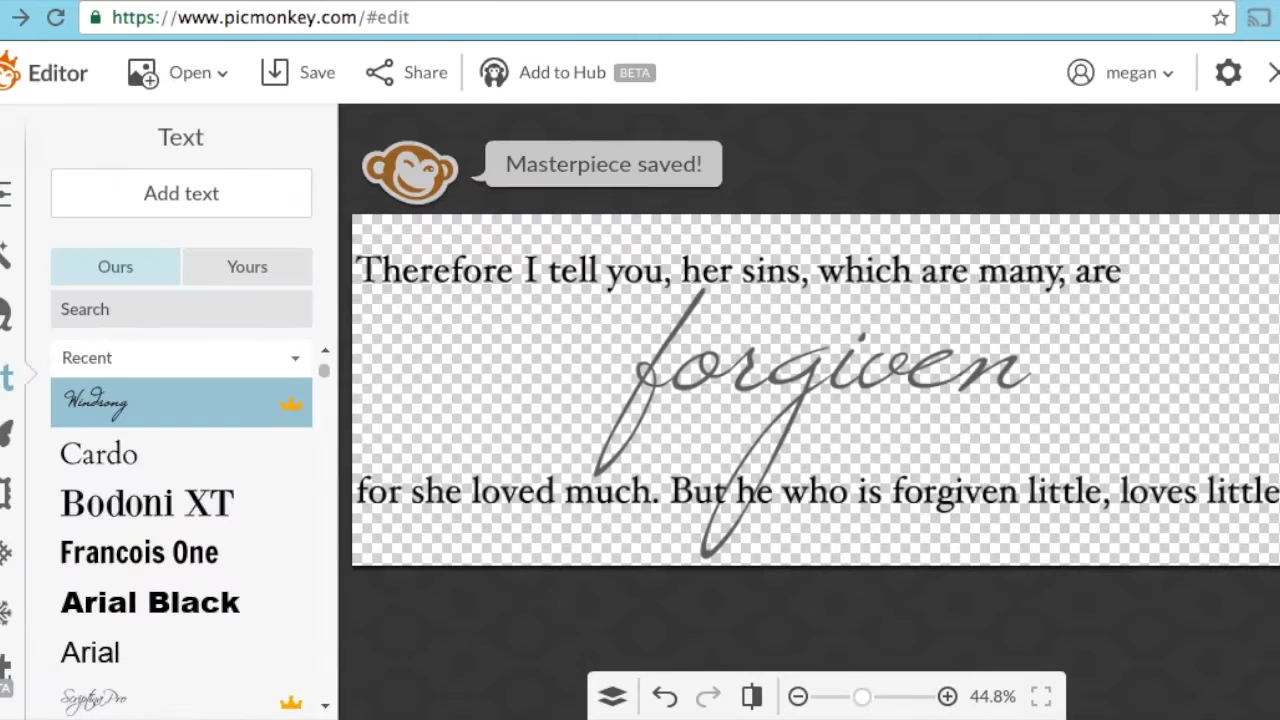 https://www.picmonkey.com/#edit
Editor
Open
Save
Share
Add to Hub BETA
megan
Text
Add text
Ours
Yours
Search
Recent
Windsong
Cardo
Bodoni XT
Francois One
Arial Black
Arial
Scriptina Pro
Masterpiece saved!
Therefore I tell you, her sins, which are many, are
forgiven
for she loved much. But he who is forgiven little, loves little
44.8%